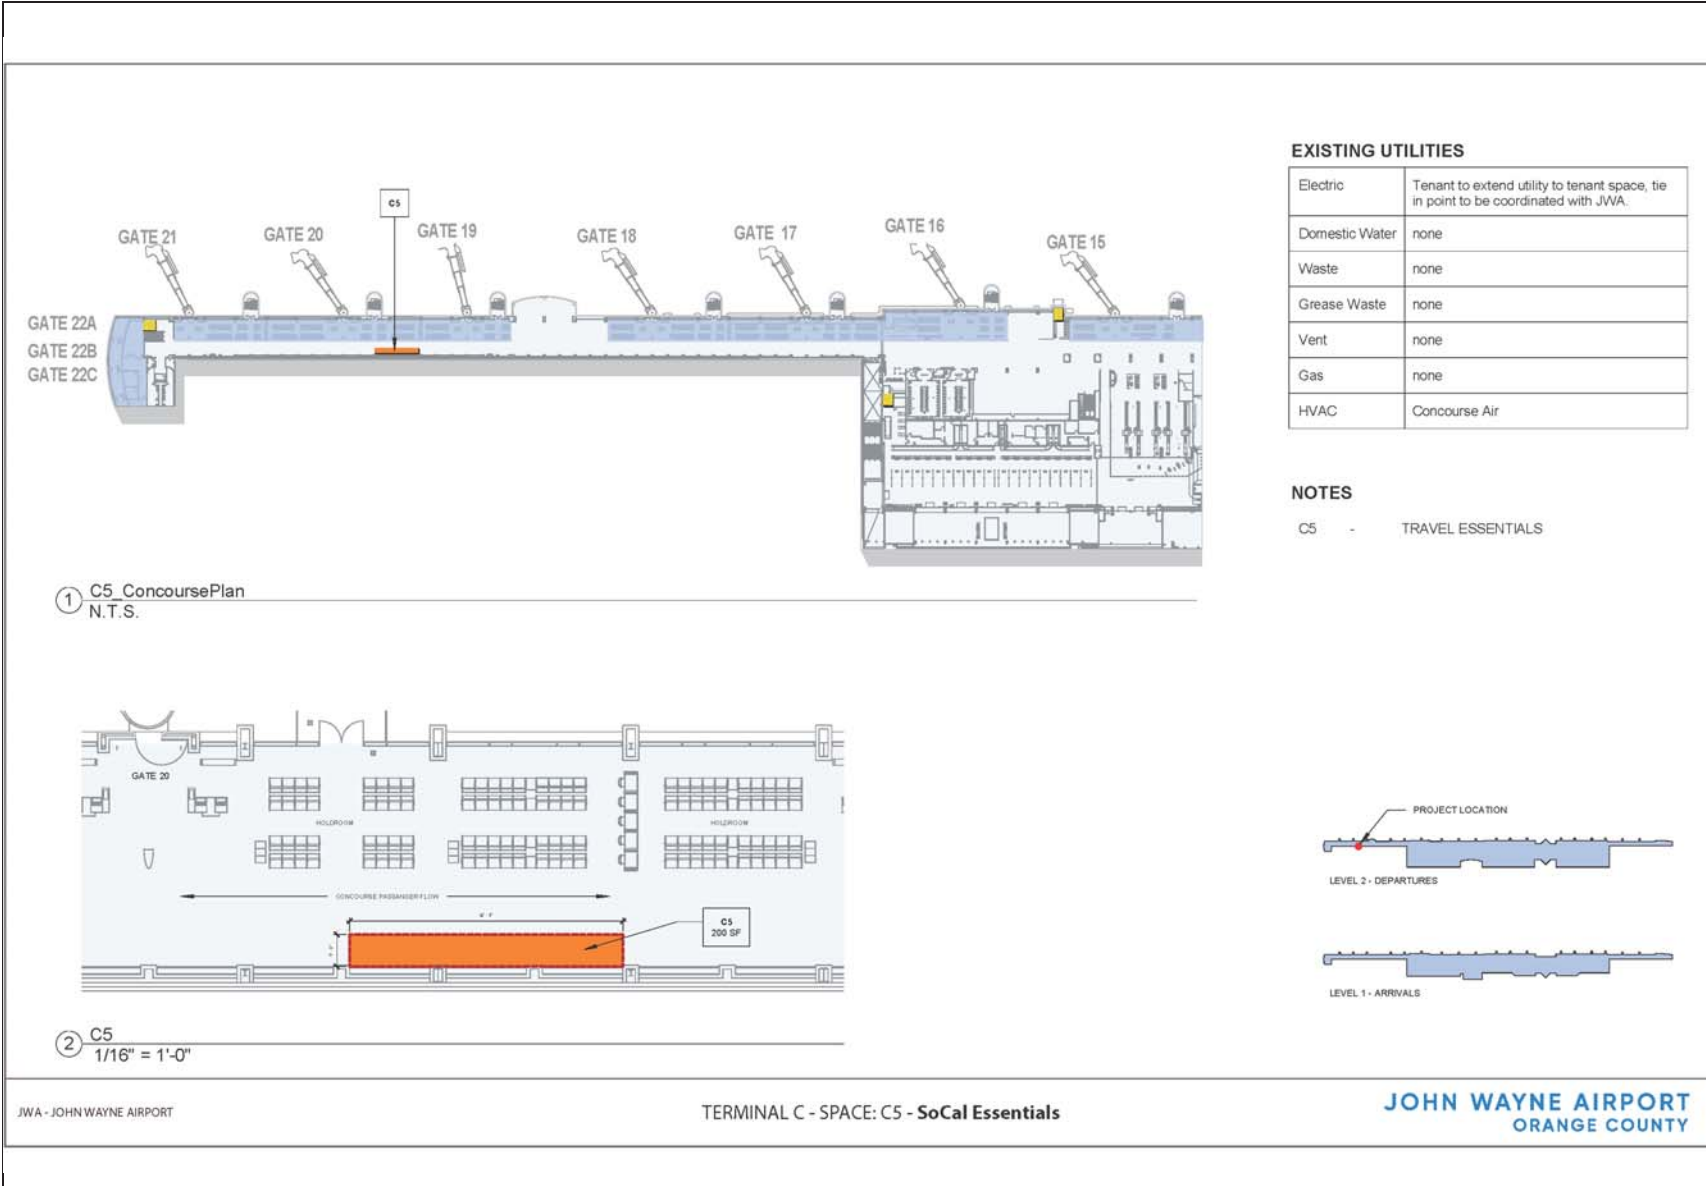 C5
GATE 21
GATE 20
GATE 19
GATE 18
GATE 17
GATE 16
GATE 15
GATE 22A
GATE 22B
GATE 22C
1
C5_ConcoursePlan
N.T.S.
EXISTING UTILITIES
Electric
Tenant to extend utility to tenant space, tie
in point to be coordinated with JWA.
Domestic Water
none
Waste
none
Grease Waste
none
Vent
none
Gas
none
HVAC
Concourse Air
NOTES
C5 - TRAVEL ESSENTIALS
GATE 20
HOLDROOM
HOLDROOM
CONCOURSE PASSANGER FLOW
C5
200 SF
2
C5
1/16" = 1'-0"
PROJECT LOCATION
LEVEL 2 - DEPARTURES
LEVEL 1 - ARRIVALS
JWA - JOHN WAYNE AIRPORT
TERMINAL C - SPACE: C5 - SoCal Essentials
JOHN WAYNE AIRPORT
ORANGE COUNTY